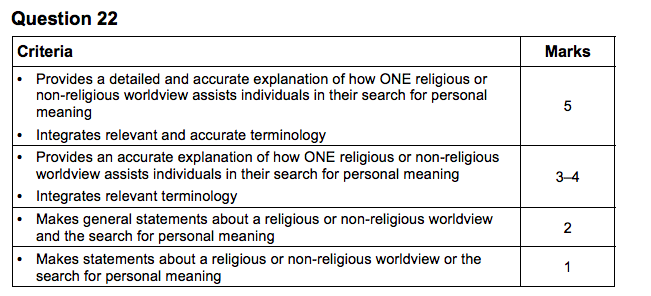 Question 22
Criteria Marks
• Provides a detailed and accurate explanation of how ONE religious or
non-religious worldview assists individuals in their search for personal
meaning
• Integrates relevant and accurate terminology
5
• Provides an accurate explanation of how ONE religious or non-religious
worldview assists individuals in their search for personal meaning
• Integrates relevant terminology
3–4
• Makes general statements about a religious or non-religious worldview
and the search for personal meaning
2
• Makes statements about a religious or non-religious worldview or the
search for personal meaning
1